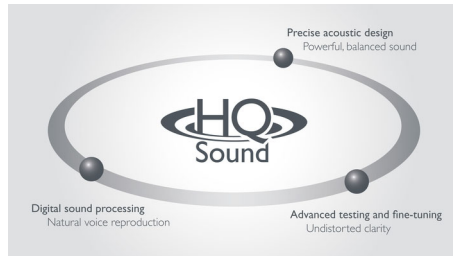 Precise acoustic design
Powerful, balanced sound
HQ
Sound
Digital sound processing
Natural voice reproduction
Advanced testing and fine-tuning
Undistorted clarity